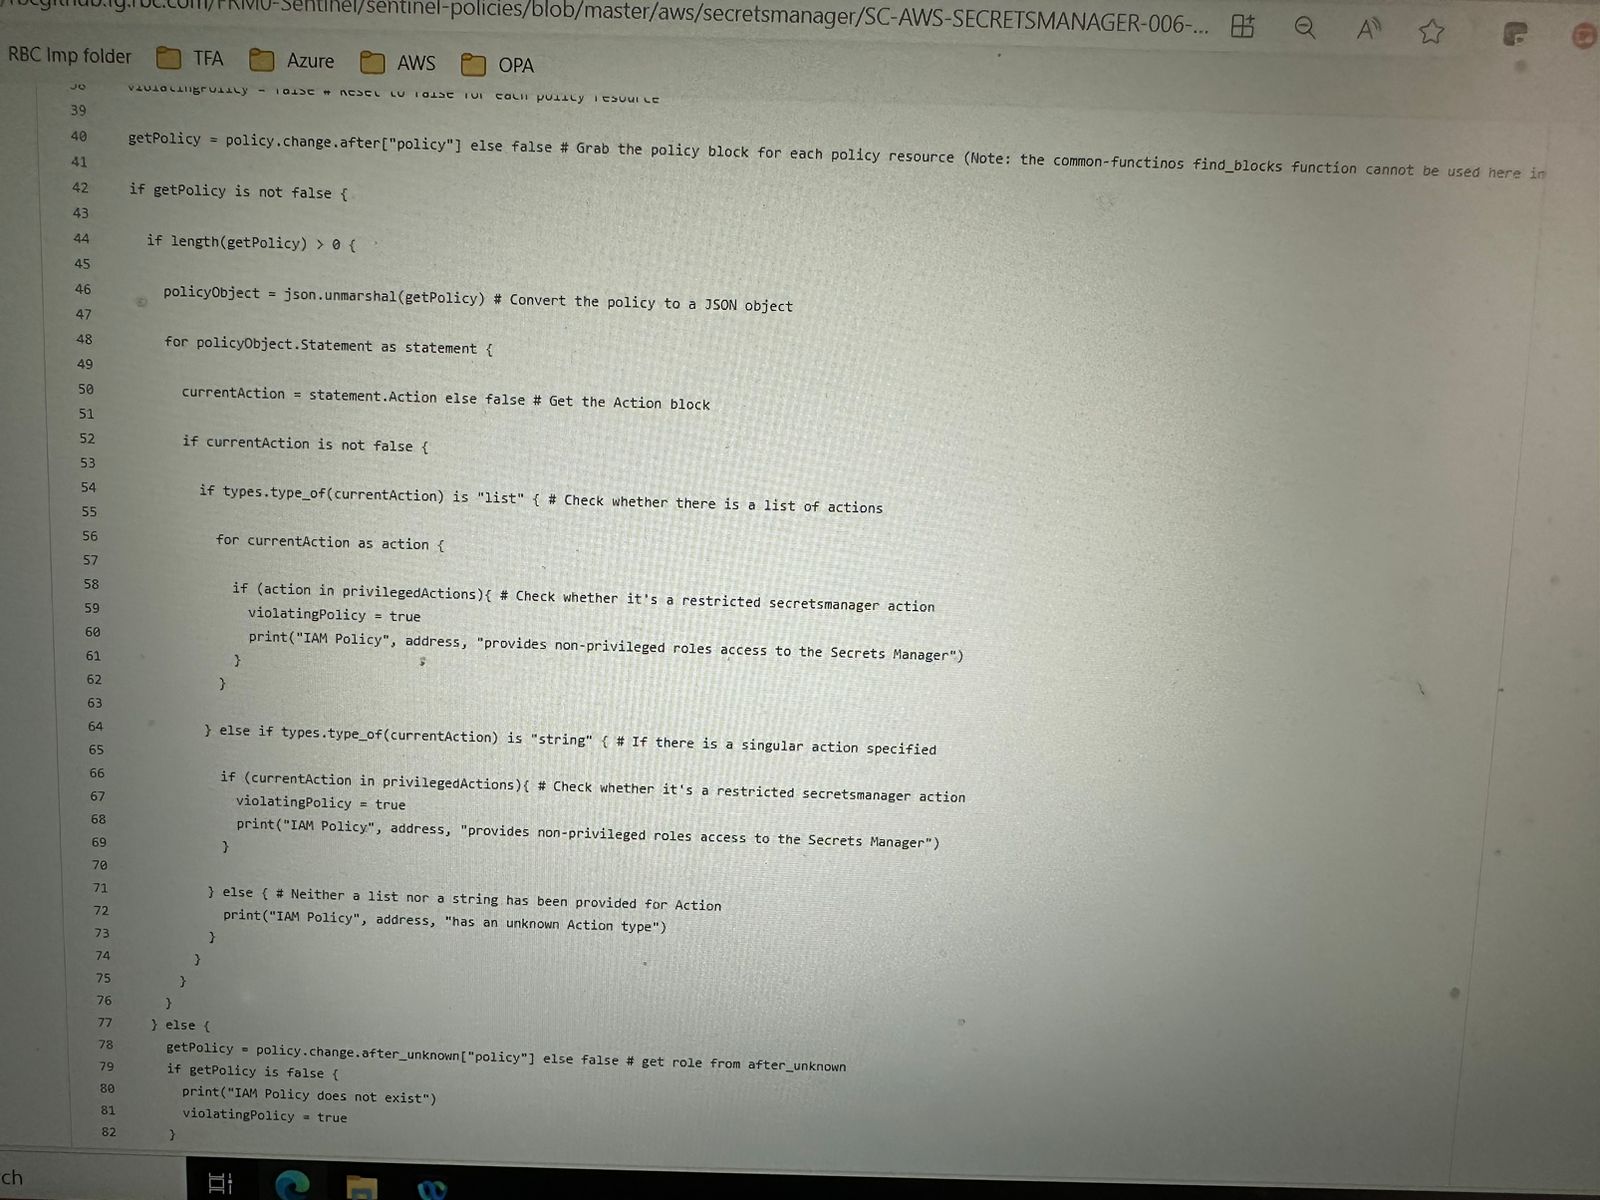 rbcgithub.fg.rbc.com/FRM0-Sentinel/sentinel-policies/blob/master/aws/secretsmanager/SC-AWS-SECRETSMANAGER-006-...
RBC Imp folder TFA Azure AWS OPA
38 violatingPolicy = false # Reset to false for each policy resource
39
40 getPolicy = policy.change.after["policy"] else false # Grab the policy block for each policy resource (Note: the common-functinos find_blocks function cannot be used here in
41
42 if getPolicy is not false {
43
44 if length(getPolicy) > 0 {
45
46 policyObject = json.unmarshal(getPolicy) # Convert the policy to a JSON object
47
48 for policyObject.Statement as statement {
49
50 currentAction = statement.Action else false # Get the Action block
51
52 if currentAction is not false {
53
54 if types.type_of(currentAction) is "list" { # Check whether there is a list of actions
55
56 for currentAction as action {
57
58 if (action in privilegedActions){ # Check whether it's a restricted secretsmanager action
59 violatingPolicy = true
60 print("IAM Policy", address, "provides non-privileged roles access to the Secrets Manager")
61 }
62 }
63
64 } else if types.type_of(currentAction) is "string" { # If there is a singular action specified
65
66 if (currentAction in privilegedActions){ # Check whether it's a restricted secretsmanager action
67 violatingPolicy = true
68 print("IAM Policy", address, "provides non-privileged roles access to the Secrets Manager")
69 }
70
71 } else { # Neither a list nor a string has been provided for Action
72 print("IAM Policy", address, "has an unknown Action type")
73 }
74 }
75 }
76 }
77 } else {
78 getPolicy = policy.change.after_unknown["policy"] else false # get role from after_unknown
79 if getPolicy is false {
80 print("IAM Policy does not exist")
81 violatingPolicy = true
82 }
ch